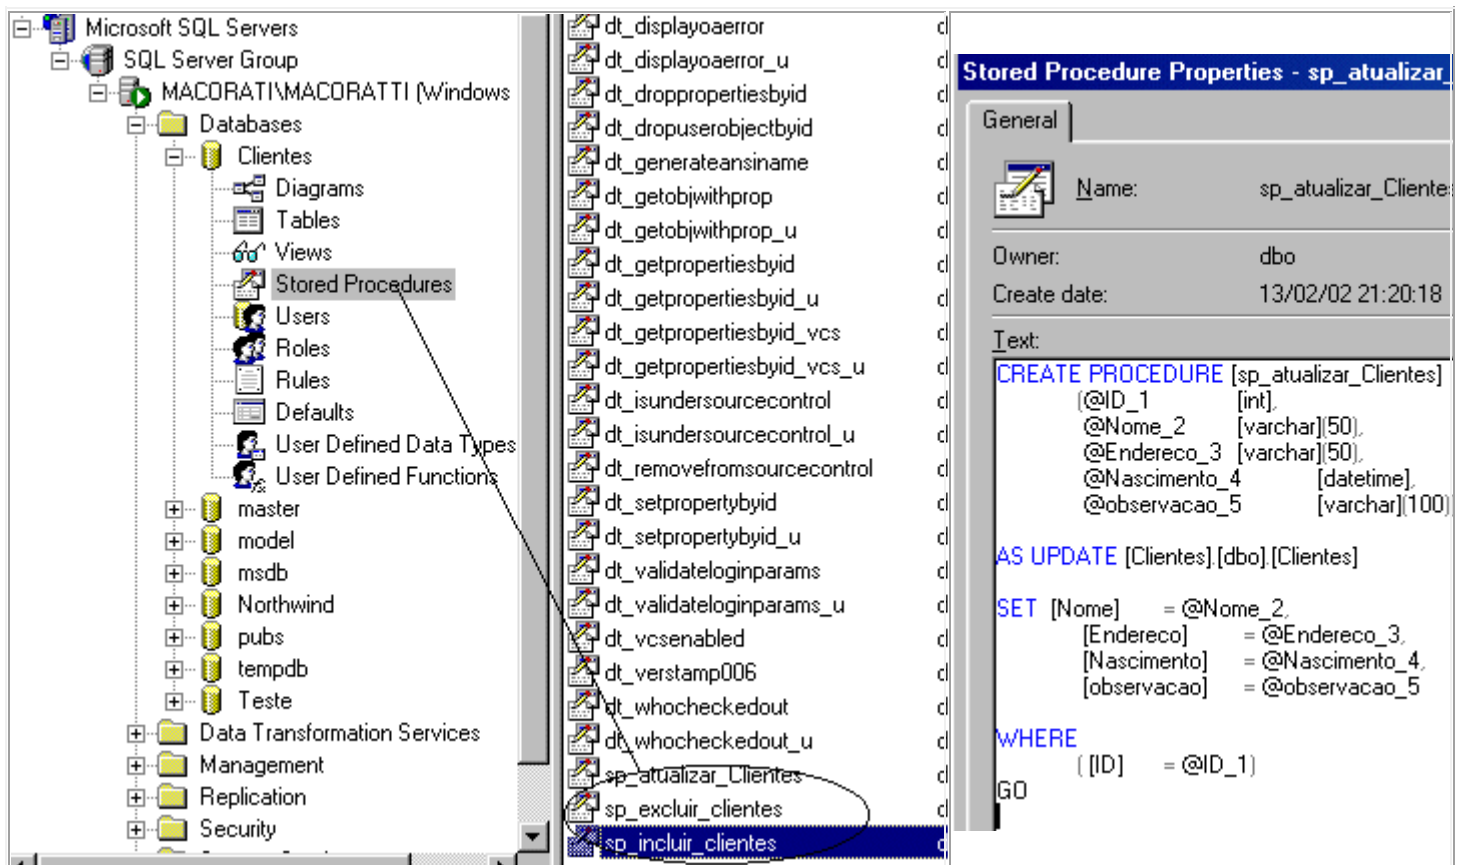 Microsoft SQL Servers
SQL Server Group
MACORATI\MACORATTI (Windows
Databases
Clientes
Diagrams
Tables
Views
Stored Procedures
Users
Roles
Rules
Defaults
User Defined Data Types
User Defined Functions
master
model
msdb
Northwind
pubs
tempdb
Teste
Data Transformation Services
Management
Replication
Security
dt_displayoaerror
dt_displayoaerror_u
dt_droppropertiesbyid
dt_dropuserobjectbyid
dt_generateansiname
dt_getobjwithprop
dt_getobjwithprop_u
dt_getpropertiesbyid
dt_getpropertiesbyid_u
dt_getpropertiesbyid_vcs
dt_getpropertiesbyid_vcs_u
dt_isundersourcecontrol
dt_isundersourcecontrol_u
dt_removefromsourcecontrol
dt_setpropertybyid
dt_setpropertybyid_u
dt_validateloginparams
dt_validateloginparams_u
dt_vcsenabled
dt_verstamp006
dt_whocheckedout
dt_whocheckedout_u
sp_atualizar_Clientes
sp_excluir_clientes
sp_incluir_clientes
Stored Procedure Properties - sp_atualizar_
General
Name: sp_atualizar_Clientes
Owner: dbo
Create date: 13/02/02 21:20:18
Text:
CREATE PROCEDURE [sp_atualizar_Clientes]
(@ID_1 [int],
@Nome_2 [varchar](50),
@Endereco_3 [varchar](50),
@Nascimento_4 [datetime],
@observacao_5 [varchar](100)
AS UPDATE [Clientes].[dbo].[Clientes]
SET [Nome] = @Nome_2,
[Endereco] = @Endereco_3,
[Nascimento] = @Nascimento_4,
[observacao] = @observacao_5
WHERE
( [ID] = @ID_1)
GO